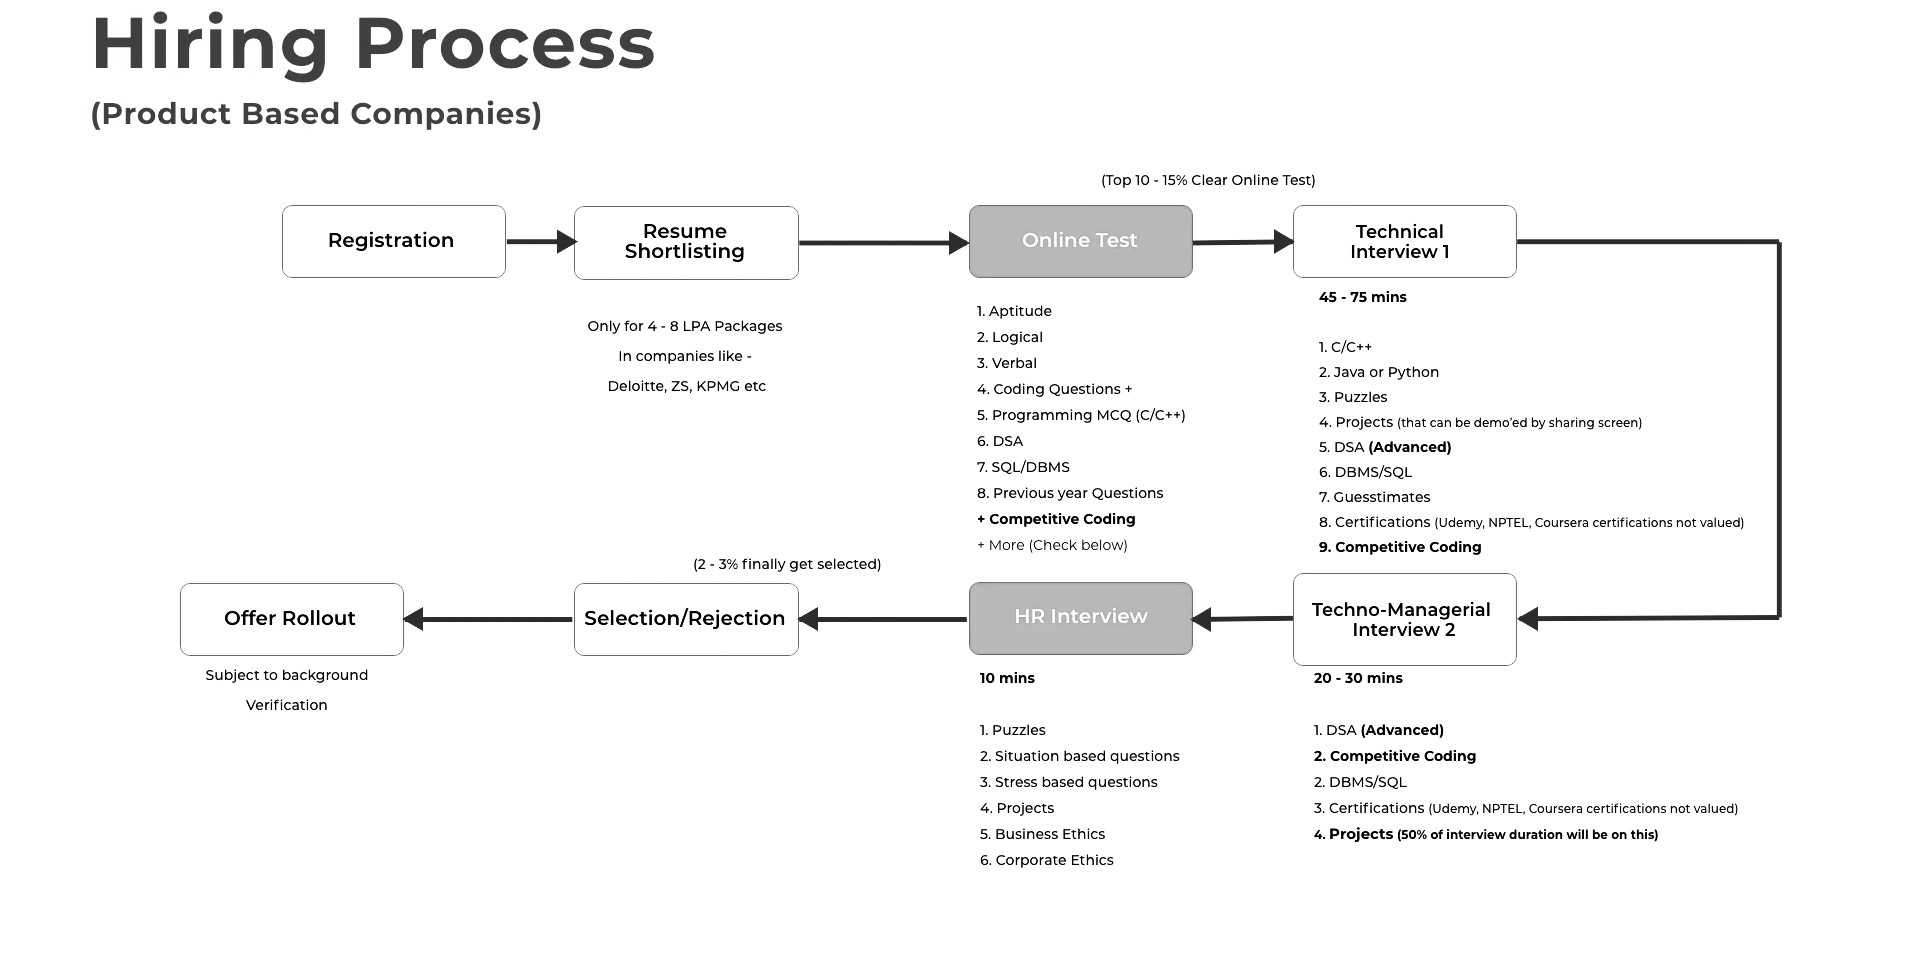 Hiring Process
(Product Based Companies)
(Top 10 - 15% Clear Online Test)
Registration
Resume
Shortlisting
Online Test
Technical
Interview 1
Only for 4 - 8 LPA Packages
In companies like -
Deloitte, ZS, KPMG etc
1. Aptitude
2. Logical
3. Verbal
4. Coding Questions +
5. Programming MCQ (C/C++)
6. DSA
7. SQL/DBMS
8. Previous year Questions
+ Competitive Coding
+ More (Check below)
45 - 75 mins
1. C/C++
2. Java or Python
3. Puzzles
4. Projects (that can be demo'ed by sharing screen)
5. DSA (Advanced)
6. DBMS/SQL
7. Guesstimates
8. Certifications (Udemy, NPTEL, Coursera certifications not valued)
9. Competitive Coding
Techno-Managerial
Interview 2
20 - 30 mins
1. DSA (Advanced)
2. Competitive Coding
2. DBMS/SQL
3. Certifications (Udemy, NPTEL, Coursera certifications not valued)
4. Projects (50% of interview duration will be on this)
HR Interview
10 mins
1. Puzzles
2. Situation based questions
3. Stress based questions
4. Projects
5. Business Ethics
6. Corporate Ethics
(2 - 3% finally get selected)
Selection/Rejection
Offer Rollout
Subject to background
Verification